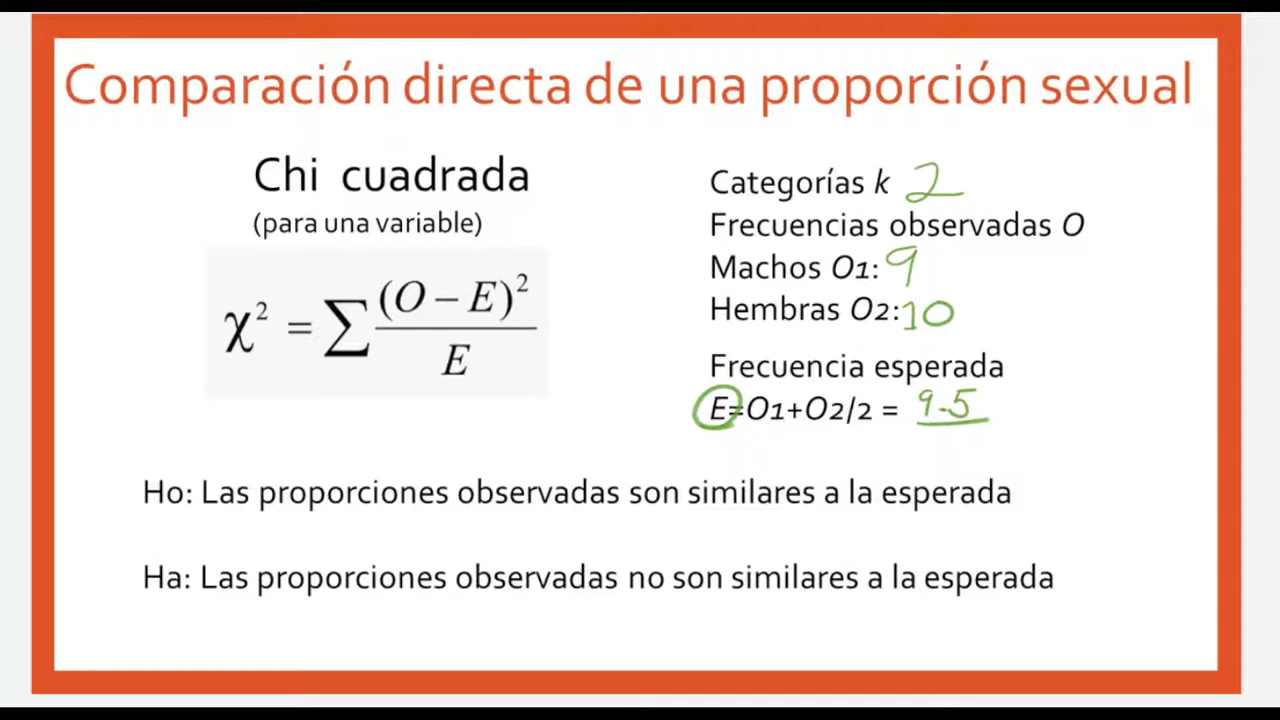 Comparación directa de una proporción sexual
Chi cuadrada
(para una variable)
χ² = ∑ (O – E)² / E
Categorías k 2
Frecuencias observadas O
Machos O1: 9
Hembras O2: 10
Frecuencia esperada
E=O1+O2/2 = 9.5
Ho: Las proporciones observadas son similares a la esperada
Ha: Las proporciones observadas no son similares a la esperada